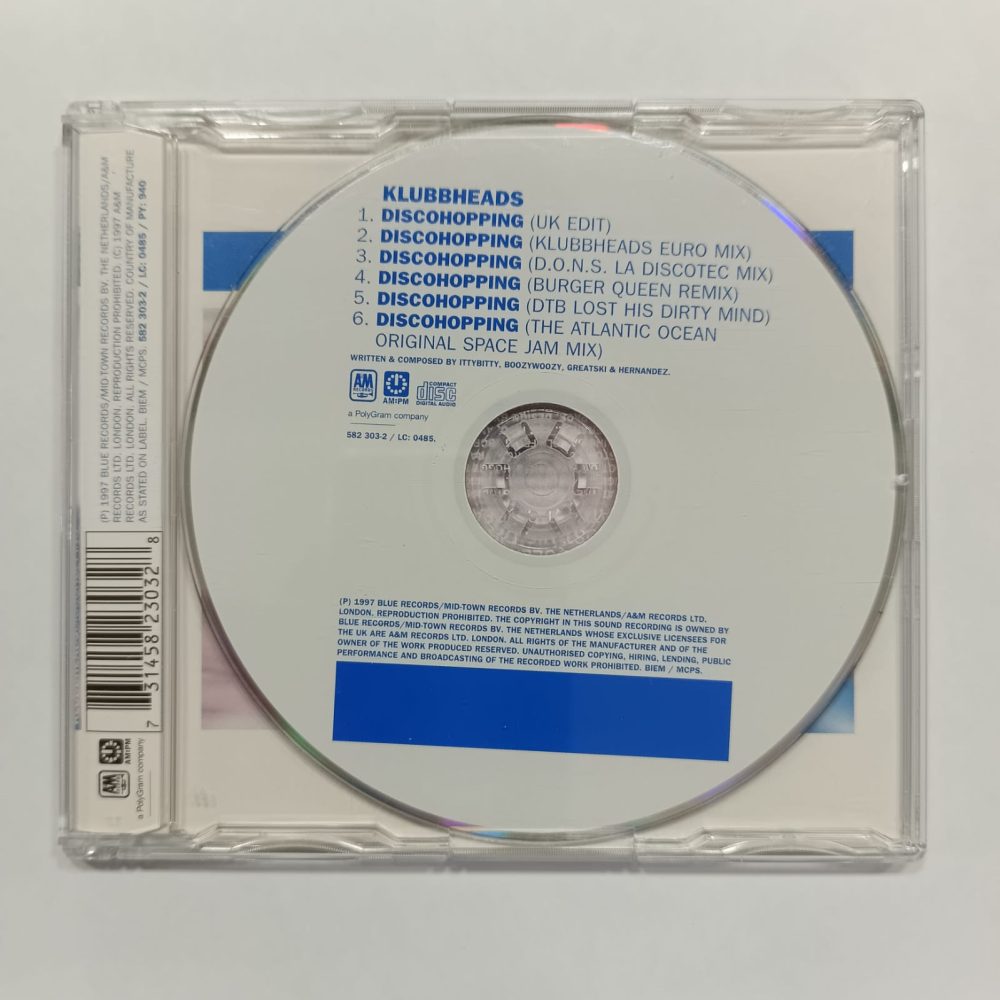 KLUBBHEADS
1. DISCOHOPPING (UK EDIT)
2. DISCOHOPPING (KLUBBHEADS EURO MIX)
3. DISCOHOPPING (D.O.N.S. LA DISCOTEC MIX)
4. DISCOHOPPING (BURGER QUEEN REMIX)
5. DISCOHOPPING (DTB LOST HIS DIRTY MIND)
6. DISCOHOPPING (THE ATLANTIC OCEAN
ORIGINAL SPACE JAM MIX)
WRITTEN & COMPOSED BY ITTYBITTY, BOOZYWOOZY, GREATSKI & HERNANDEZ.
AM RECORDS AM:PM COMPACT disc DIGITAL AUDIO
a PolyGram company
582 303-2 / LC: 0485.
(P) 1997 BLUE RECORDS/MID-TOWN RECORDS BV. THE NETHERLANDS/A&M RECORDS LTD.
LONDON. REPRODUCTION PROHIBITED. THE COPYRIGHT IN THIS SOUND RECORDING IS OWNED BY
BLUE RECORDS/MID-TOWN RECORDS BV. THE NETHERLANDS WHOSE EXCLUSIVE LICENSEES FOR
THE UK ARE A&M RECORDS LTD. LONDON. ALL RIGHTS OF THE MANUFACTURER AND OF THE
OWNER OF THE WORK PRODUCED RESERVED. UNAUTHORISED COPYING, HIRING, LENDING, PUBLIC
PERFORMANCE AND BROADCASTING OF THE RECORDED WORK PROHIBITED. BIEM / MCPS.
(P) 1997 BLUE RECORDS/MID-TOWN RECORDS BV. THE NETHERLANDS/A&M
RECORDS LTD. LONDON. REPRODUCTION PROHIBITED. (C) 1997 A&M
RECORDS LTD. LONDON. ALL RIGHTS RESERVED. COUNTRY OF MANUFACTURE
AS STATED ON LABEL. BIEM / MCPS. 582 303-2 / LC: 0485 / PY: 940
7 31458 23032 8
AM RECORDS AM:PM
a PolyGram company